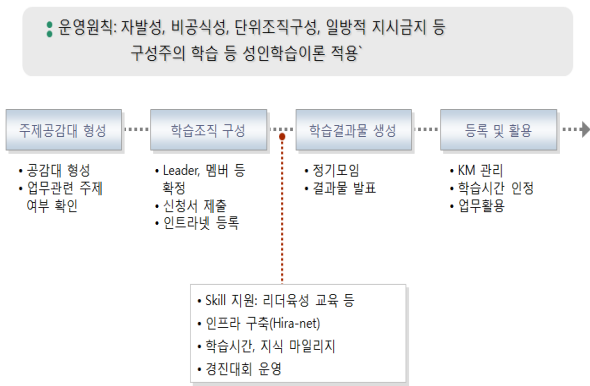 운영원칙: 자발성, 비공식성, 단위조직구성, 일방적 지시금지 등
구성주의 학습 등 성인학습이론 적용`
주제공감대 형성
학습조직 구성
학습결과물 생성
등록 및 활용
• 공감대 형성
• 업무관련 주제
여부 확인
• Leader, 멤버 등
확정
• 신청서 제출
• 인트라넷 등록
• 정기모임
• 결과물 발표
• KM 관리
• 학습시간 인정
• 업무활용
• Skill 지원: 리더육성 교육 등
• 인프라 구축(Hira-net)
• 학습시간, 지식 마일리지
• 경진대회 운영